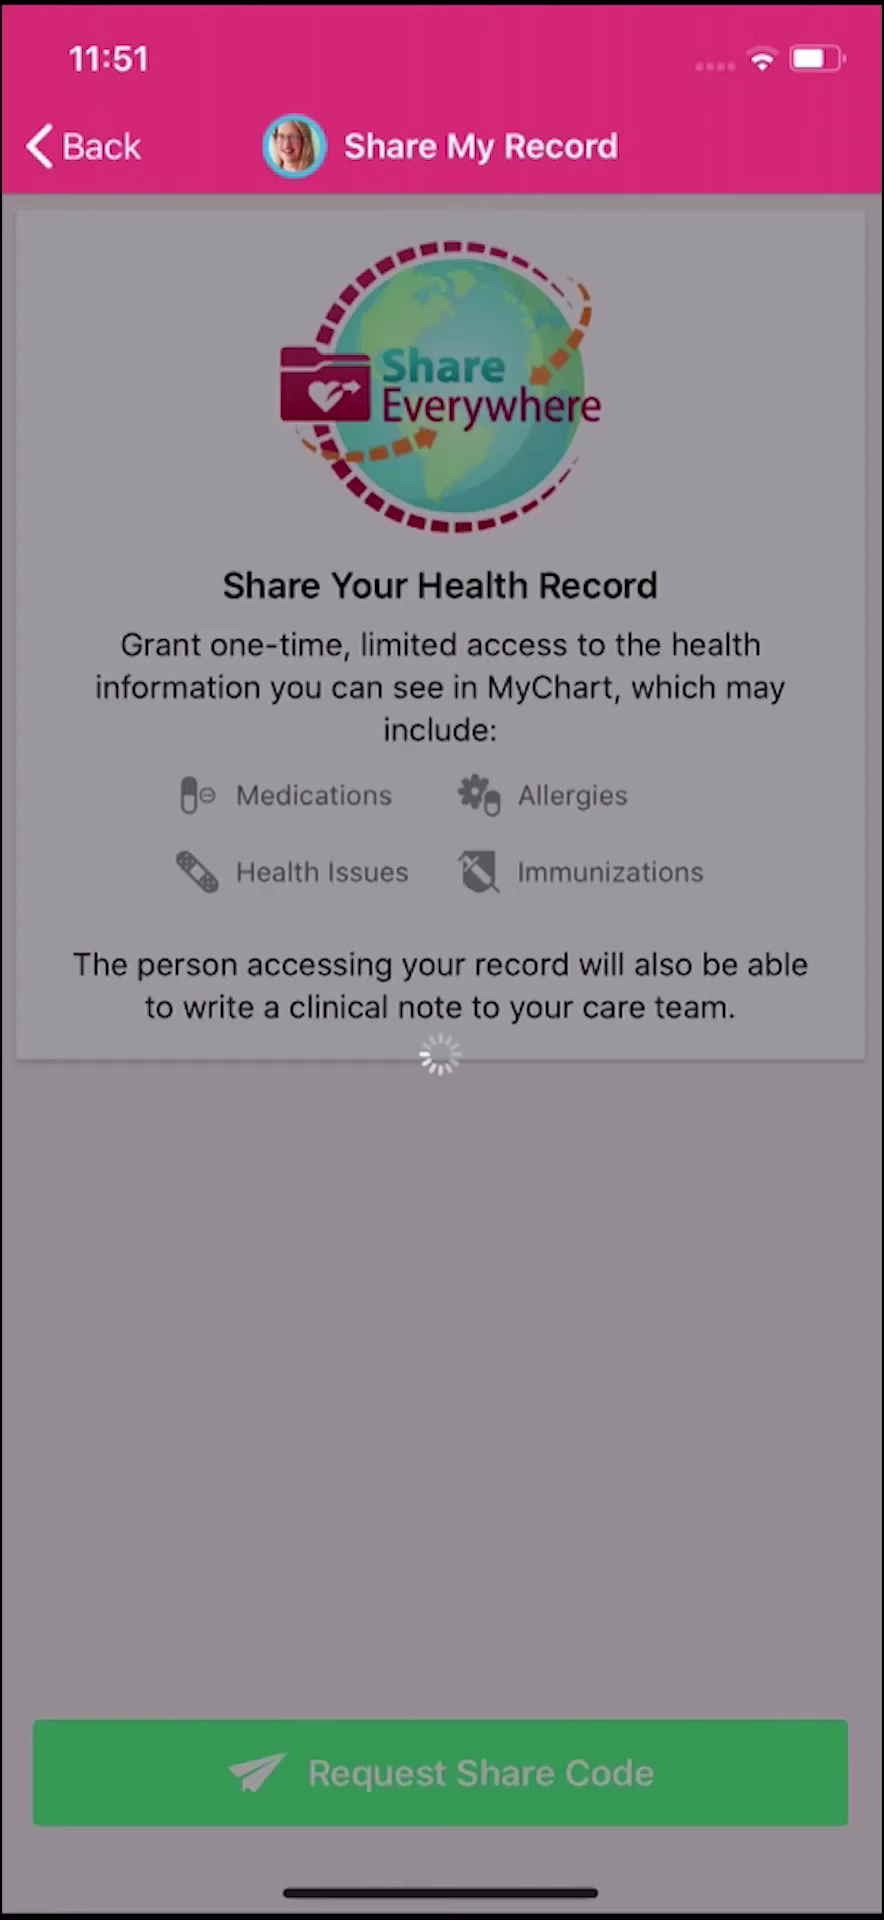 11:51
Back
Share My Record
Share
Everywhere
Share Your Health Record
Grant one-time, limited access to the health
information you can see in MyChart, which may
include:
Medications
Allergies
Health Issues
Immunizations
The person accessing your record will also be able
to write a clinical note to your care team.
Request Share Code